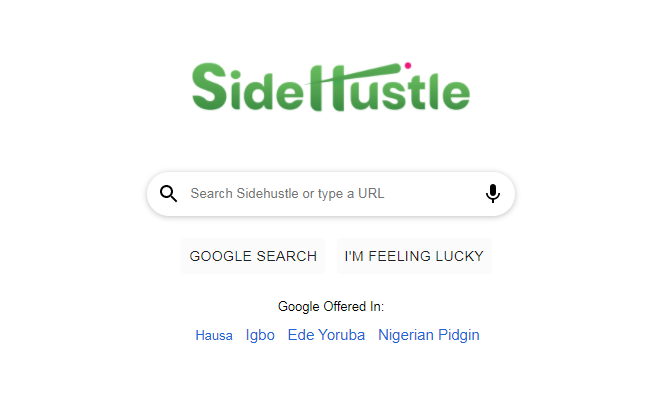 SideHustle
Search Sidehustle or type a URL
GOOGLE SEARCH I'M FEELING LUCKY
Google Offered In:
Hausa Igbo Ede Yoruba Nigerian Pidgin